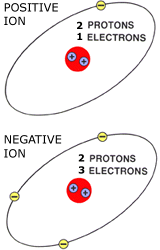 POSITIVE
ION
2 PROTONS
1 ELECTRONS
NEGATIVE
ION
2 PROTONS
3 ELECTRONS